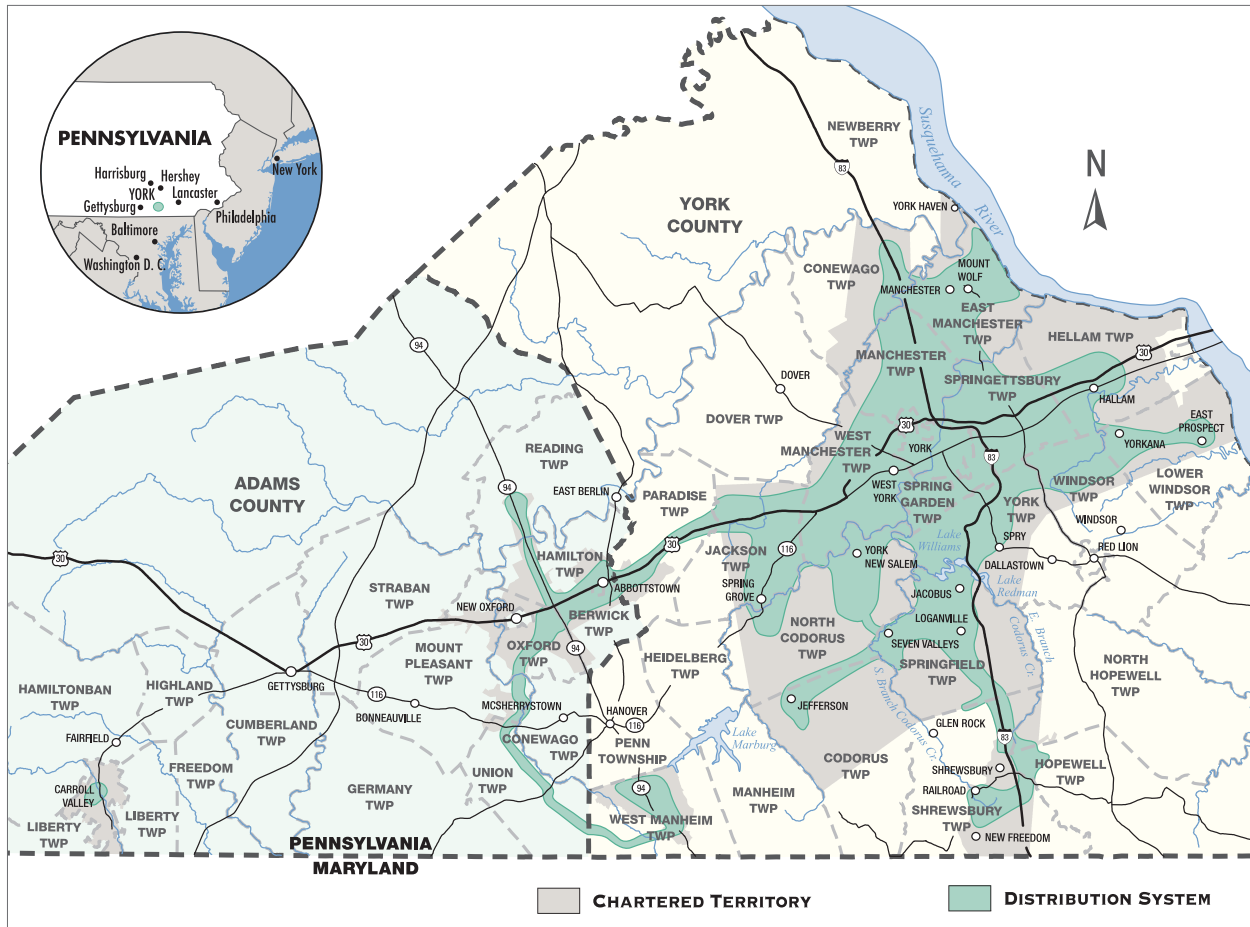 PENNSYLVANIA
Harrisburg
Hershey
YORK
Lancaster
Gettysburg
Philadelphia
New York
Baltimore
Washington D. C.
N
Susquehanna
River
NEWBERRY
TWP
83
YORK HAVEN
YORK
COUNTY
CONEWAGO
TWP
MOUNT
WOLF
MANCHESTER
EAST
MANCHESTER
TWP
HELLAM TWP
30
MANCHESTER
TWP
SPRINGETTSBURY
TWP
94
DOVER
HALLAM
DOVER TWP
30
WEST
MANCHESTER
TWP
YORK
EAST
PROSPECT
YORKANA
83
READING
TWP
ADAMS
COUNTY
94
EAST BERLIN
PARADISE
TWP
WEST
YORK
SPRING
GARDEN
TWP
YORK
TWP
WINDSOR
TWP
LOWER
WINDSOR TWP
WINDSOR
30
HAMILTON
TWP
30
JACKSON
TWP
116
YORK
NEW SALEM
Lake
Williams
SPRY
DALLASTOWN
RED LION
Lake
Redman
STRABAN
TWP
ABBOTTSTOWN
SPRING
GROVE
JACOBUS
NEW OXFORD
BERWICK
TWP
NORTH
CODORUS
TWP
LOGANVILLE
SEVEN VALLEYS
E. Branch
Codorus Cr.
30
MOUNT
PLEASANT
TWP
OXFORD
TWP
94
HEIDELBERG
TWP
SPRINGFIELD
TWP
NORTH
HOPEWELL
TWP
GETTYSBURG
HAMILTONBAN
TWP
HIGHLAND
TWP
116
BONNEAUVILLE
MCSHERRYSTOWN
HANOVER
116
JEFFERSON
S. Branch Codorus Cr.
GLEN ROCK
83
CUMBERLAND
TWP
FAIRFIELD
CONEWAGO
TWP
PENN
TOWNSHIP
Lake
Marburg
CODORUS
TWP
FREEDOM
TWP
UNION
TWP
SHREWSBURY
HOPEWELL
TWP
CARROLL
VALLEY
GERMANY
TWP
94
MANHEIM
TWP
RAILROAD
LIBERTY
TWP
LIBERTY
TWP
WEST MANHEIM
TWP
SHREWSBURY
TWP
NEW FREEDOM
PENNSYLVANIA
MARYLAND
CHARTERED TERRITORY
DISTRIBUTION SYSTEM